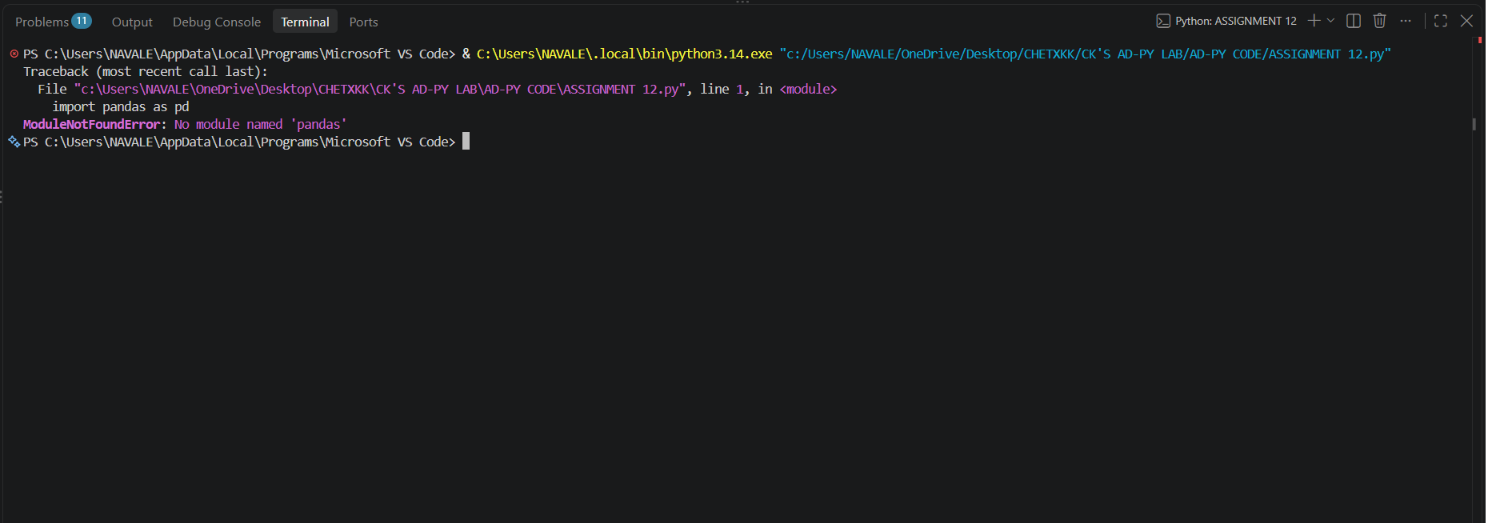 Problems 11 Output Debug Console Terminal Ports Python: ASSIGNMENT 12
PS C:\Users\NAVALE\AppData\Local\Programs\Microsoft VS Code> & C:\Users\NAVALE\.local\bin\python3.14.exe "c:/Users/NAVALE/OneDrive/Desktop/CHETXKK/CK'S AD-PY LAB/AD-PY CODE/ASSIGNMENT 12.py"
Traceback (most recent call last):
  File "c:\Users\NAVALE\OneDrive\Desktop\CHETXKK\CK'S AD-PY LAB\AD-PY CODE\ASSIGNMENT 12.py", line 1, in <module>
    import pandas as pd
ModuleNotFoundError: No module named 'pandas'
PS C:\Users\NAVALE\AppData\Local\Programs\Microsoft VS Code>